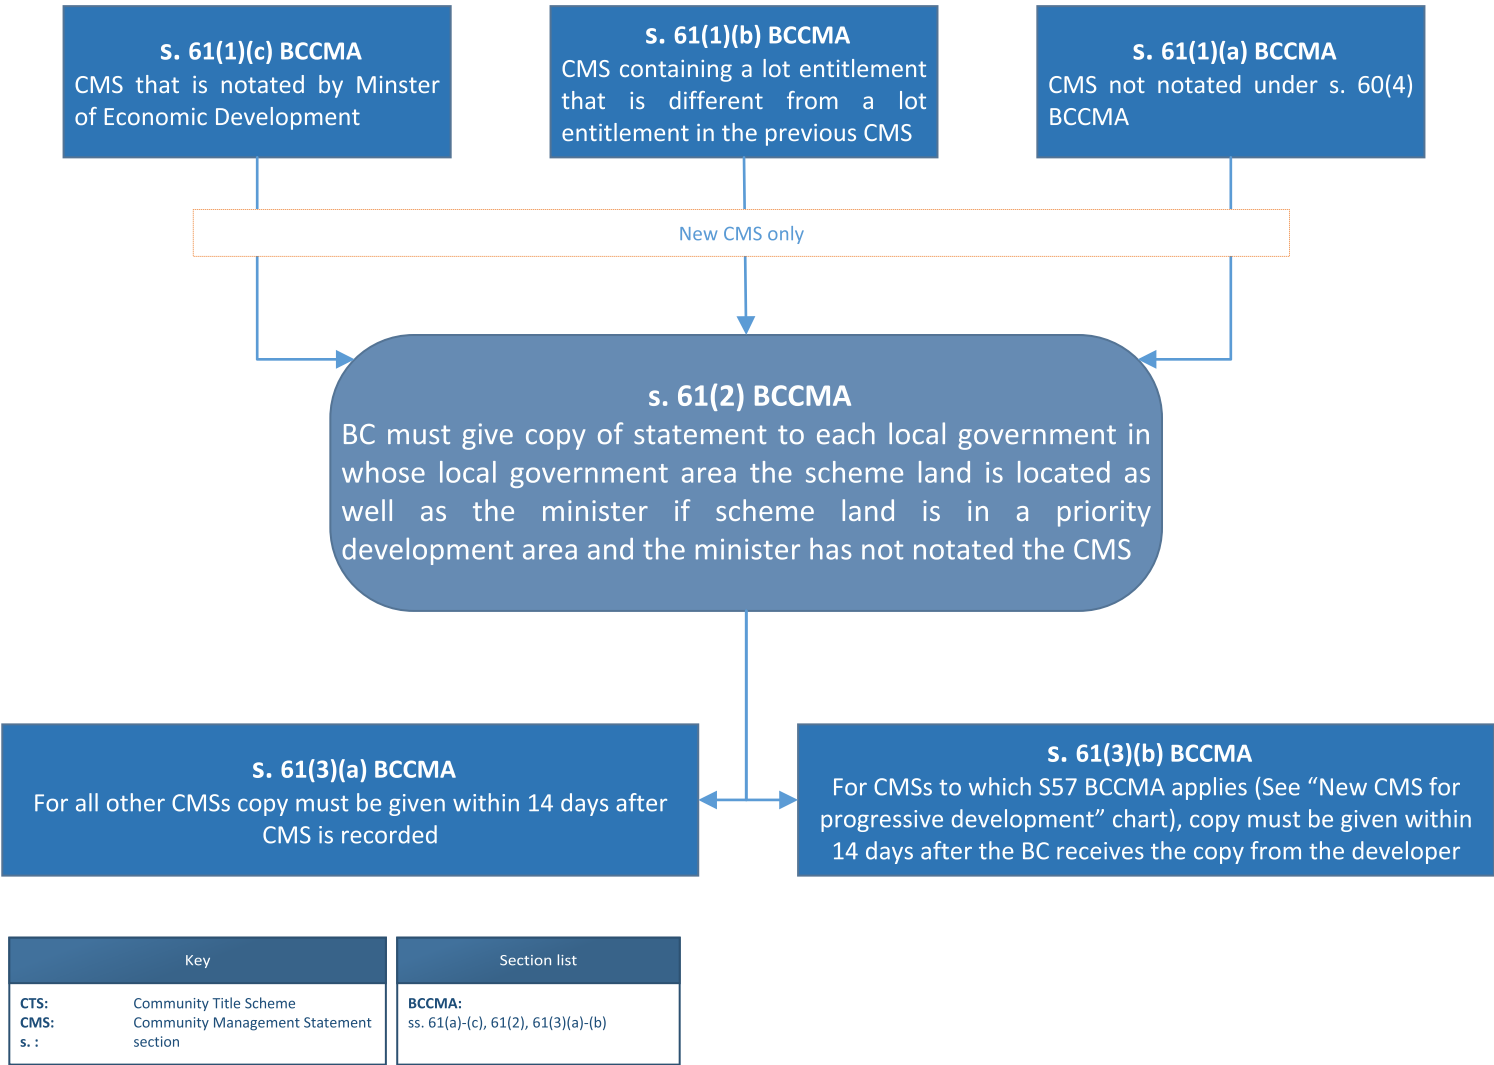 s. 61(1)(c) BCCMA
CMS that is notated by Minster
of Economic Development
s. 61(1)(b) BCCMA
CMS containing a lot entitlement
that is different from a lot
entitlement in the previous CMS
s. 61(1)(a) BCCMA
CMS not notated under s. 60(4)
BCCMA
New CMS only
s. 61(2) BCCMA
BC must give copy of statement to each local government in
whose local government area the scheme land is located as
well as the minister if scheme land is in a priority
development area and the minister has not notated the CMS
s. 61(3)(a) BCCMA
For all other CMSs copy must be given within 14 days after
CMS is recorded
s. 61(3)(b) BCCMA
For CMSs to which S57 BCCMA applies (See “New CMS for
progressive development” chart), copy must be given within
14 days after the BC receives the copy from the developer
Key
CTS: Community Title Scheme
CMS: Community Management Statement
s. : section
Section list
BCCMA:
ss. 61(a)-(c), 61(2), 61(3)(a)-(b)